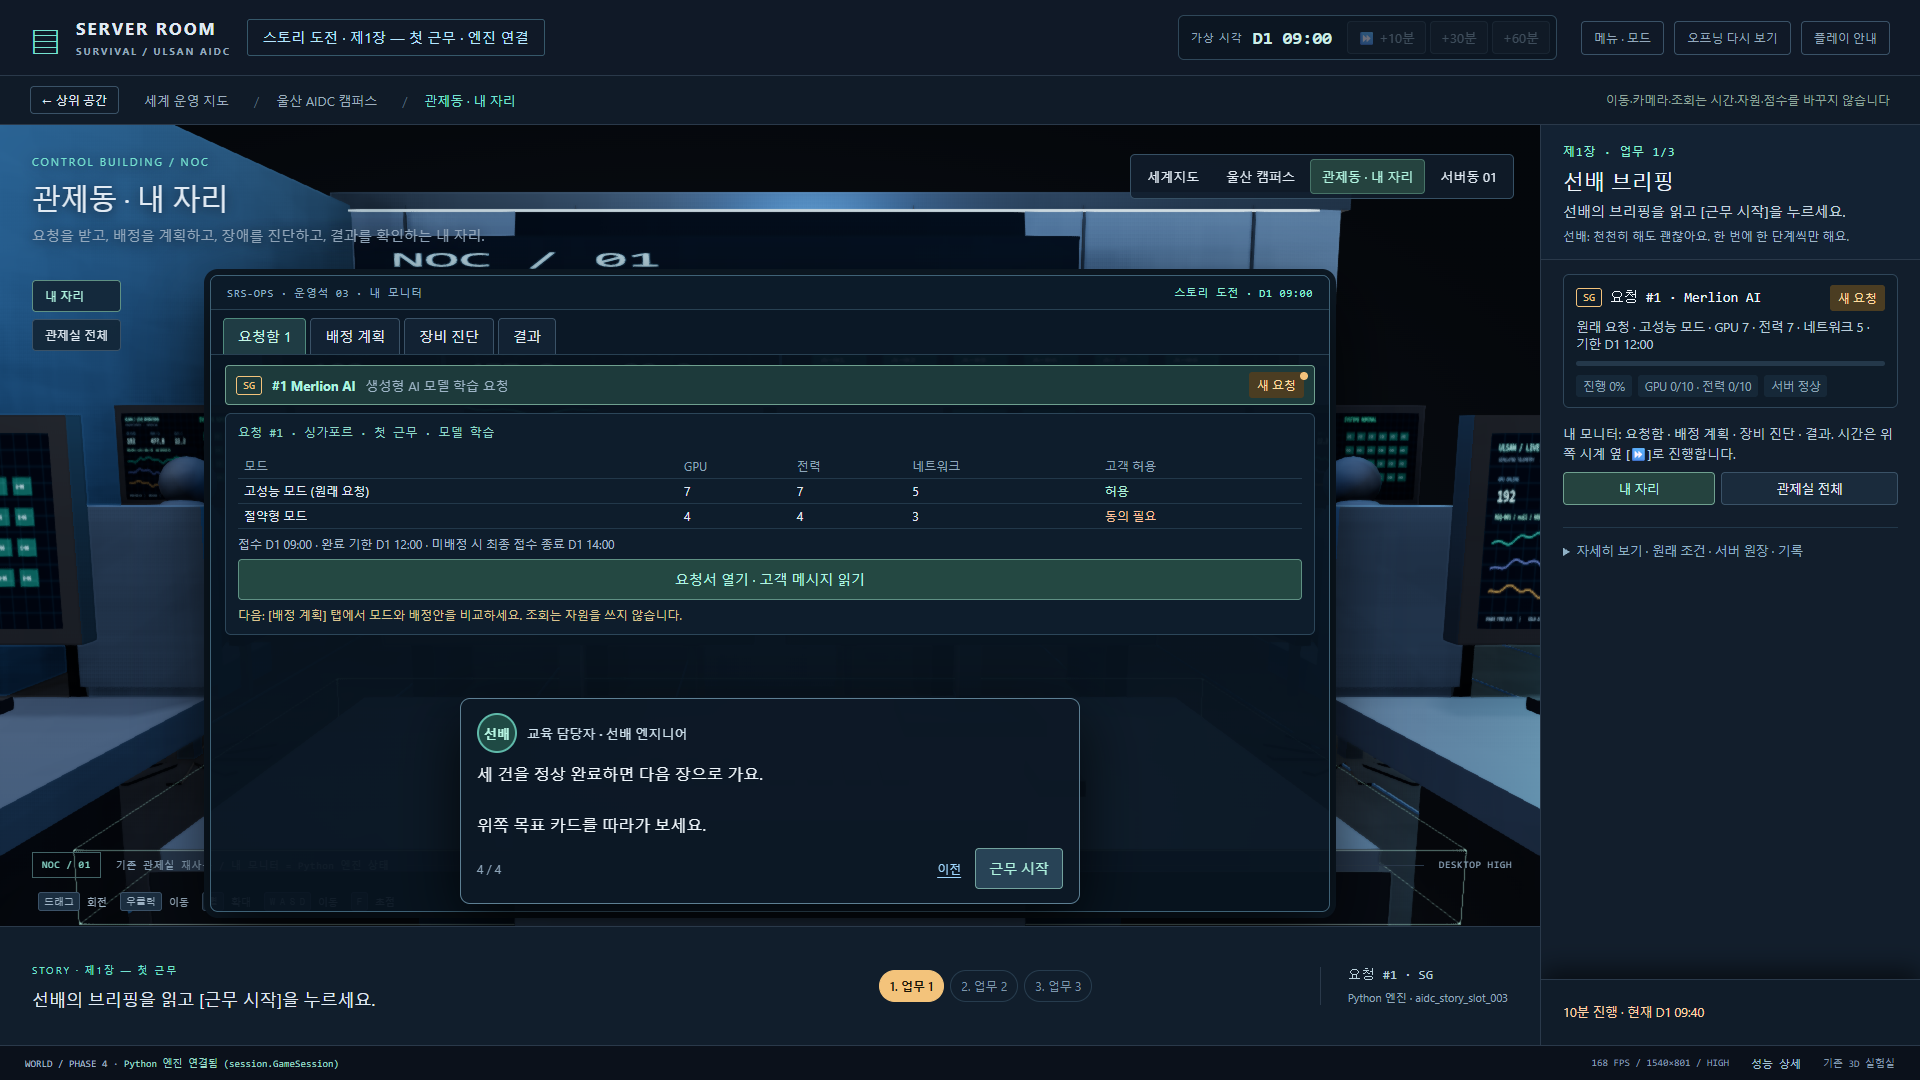 SERVER ROOM
SURVIVAL / ULSAN AIDC
스토리 도전 · 제1장 — 첫 근무 · 엔진 연결
가상 시각 D1 09:00 ⏩ +10분 +30분 +60분
메뉴 · 모드
오프닝 다시 보기
플레이 안내
← 상위 공간
세계 운영 지도 / 울산 AIDC 캠퍼스 / 관제동 · 내 자리
이동·카메라·조회는 시간·자원·점수를 바꾸지 않습니다
CONTROL BUILDING / NOC
관제동 · 내 자리
요청을 받고, 배정을 계획하고, 장애를 진단하고, 결과를 확인하는 내 자리.
세계지도 울산 캠퍼스 관제동 · 내 자리 서버동 01
내 자리
관제실 전체
NOC / 01
SRS-OPS · 운영석 03 · 내 모니터
스토리 도전 · D1 09:00
요청함 1 배정 계획 장비 진단 결과
SG #1 Merlion AI 생성형 AI 모델 학습 요청 새 요청
요청 #1 · 싱가포르 · 첫 근무 · 모델 학습
모드 GPU 전력 네트워크 고객 허용
고성능 모드 (원래 요청) 7 7 5 허용
절약형 모드 4 4 3 동의 필요
접수 D1 09:00 · 완료 기한 D1 12:00 · 미배정 시 최종 접수 종료 D1 14:00
요청서 열기 · 고객 메시지 읽기
다음: [배정 계획] 탭에서 모드와 배정안을 비교하세요. 조회는 자원을 쓰지 않습니다.
선배 교육 담당자 · 선배 엔지니어
세 건을 정상 완료하면 다음 장으로 가요.
위쪽 목표 카드를 따라가 보세요.
4 / 4
이전
근무 시작
ULSAN / LIVE
192
NOC / 01 기존 관제실 재사
DESKTOP HIGH
드래그 회전 우클릭 이동
제1장 · 업무 1/3
선배 브리핑
선배의 브리핑을 읽고 [근무 시작]을 누르세요.
선배: 천천히 해도 괜찮아요. 한 번에 한 단계씩만 해요.
SG 요청 #1 · Merlion AI 새 요청
원래 요청 · 고성능 모드 · GPU 7 · 전력 7 · 네트워크 5 ·
기한 D1 12:00
진행 0% GPU 0/10 · 전력 0/10 서버 정상
내 모니터: 요청함 · 배정 계획 · 장비 진단 · 결과. 시간은 위
쪽 시계 옆 [⏩]로 진행합니다.
내 자리 관제실 전체
▶ 자세히 보기 · 원래 조건 · 서버 원장 · 기록
10분 진행 · 현재 D1 09:40
STORY · 제1장 — 첫 근무
선배의 브리핑을 읽고 [근무 시작]을 누르세요.
1. 업무 1 2. 업무 2 3. 업무 3
요청 #1 · SG
Python 엔진 · aidc_story_slot_003
WORLD / PHASE 4 · Python 엔진 연결됨 (session.GameSession)
168 FPS / 1540×801 / HIGH 성능 상세 기존 3D 실험실